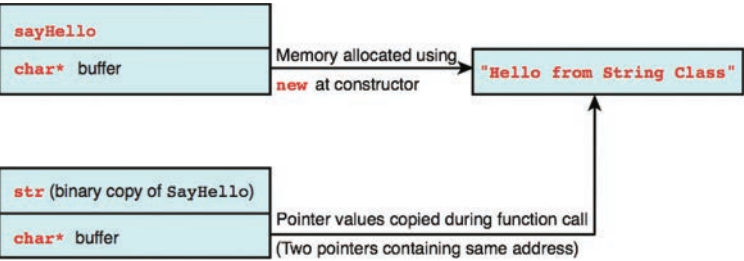 sayHello
char* buffer
Memory allocated using
new at constructor
"Hello from String Class"
str (binary copy of SayHello)
char* buffer
Pointer values copied during function call
(Two pointers containing same address)